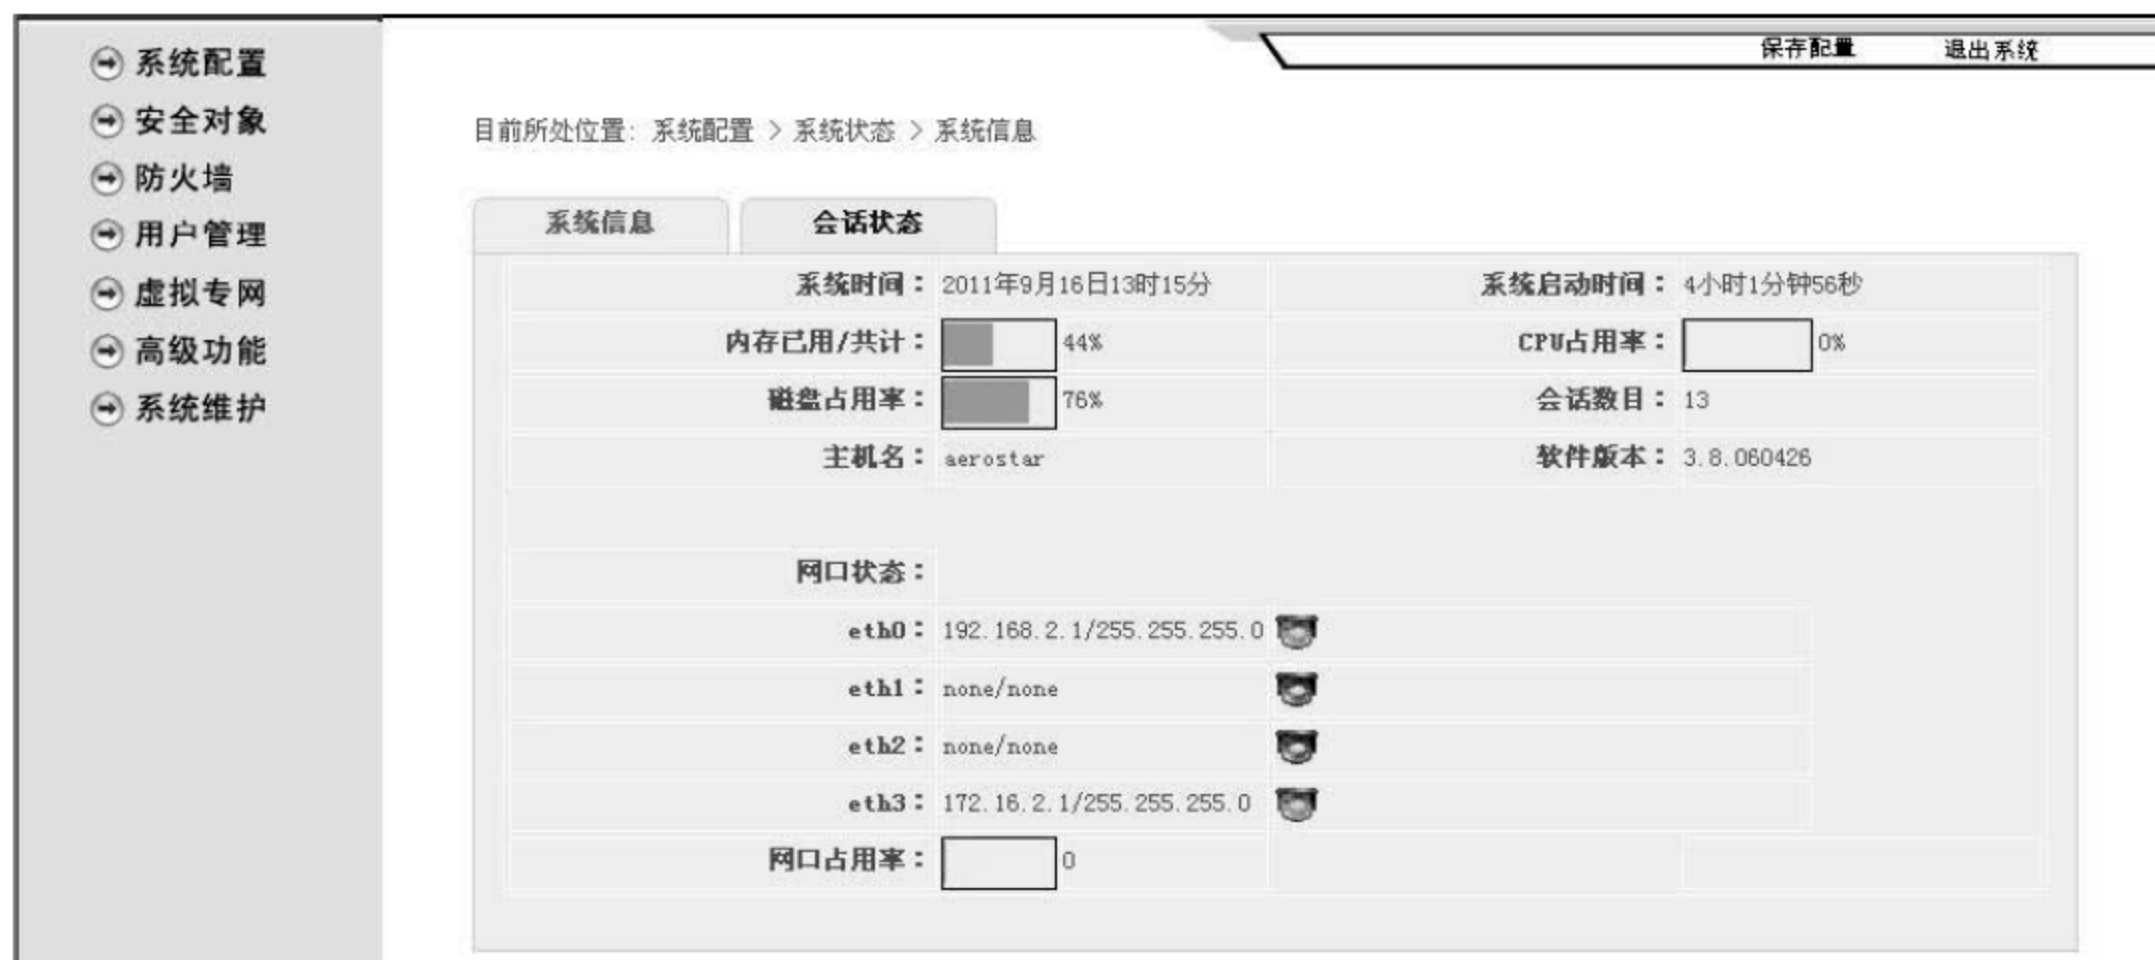 保存配置 退出系统
系统配置
安全对象
防火墙
用户管理
虚拟专网
高级功能
系统维护
目前所处位置: 系统配置 > 系统状态 > 系统信息
系统信息 会话状态
系统时间: 2011年9月16日13时15分 系统启动时间: 4小时1分钟56秒
内存已用/共计: 44% CPU占用率: 0%
磁盘占用率: 76% 会话数目: 13
主机名: aerostar 软件版本: 3.8.060426
网口状态:
eth0: 192.168.2.1/255.255.255.0
eth1: none/none
eth2: none/none
eth3: 172.16.2.1/255.255.255.0
网口占用率: 0